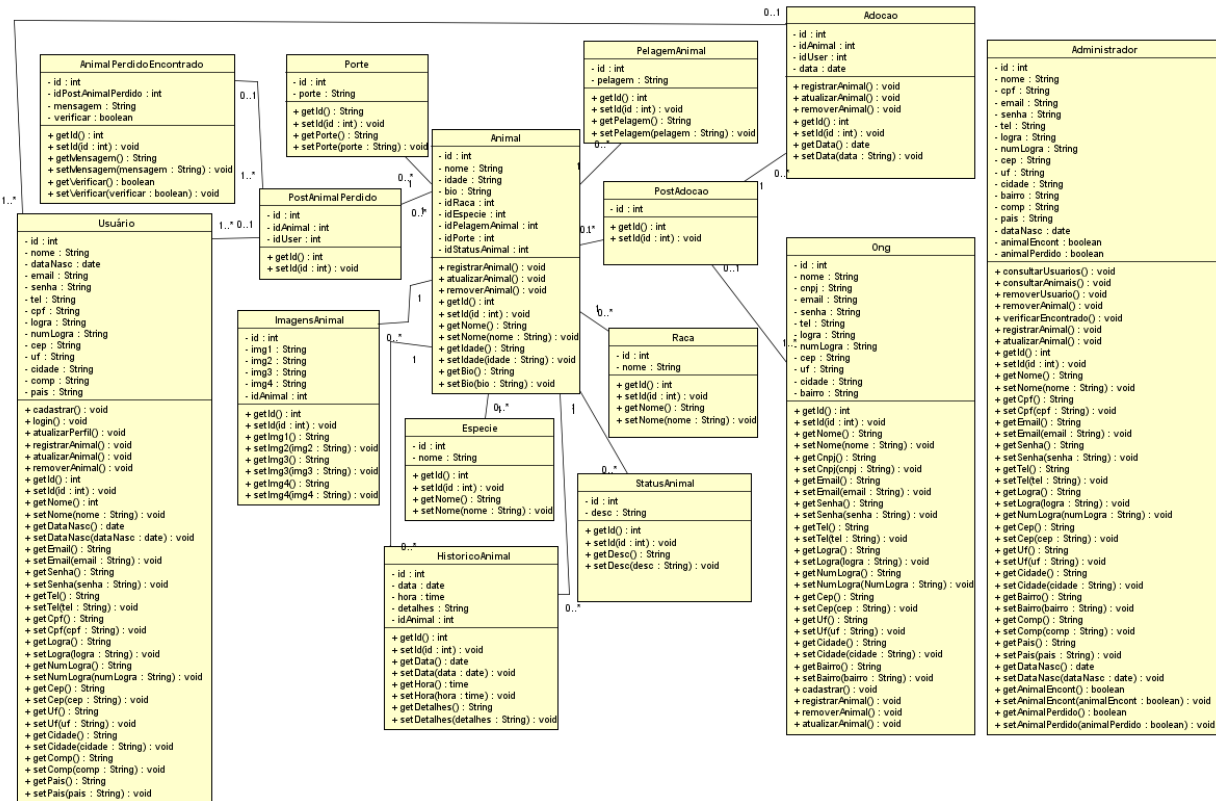 Adocao
- id : int
- idAnimal : int
- idUser : int
- data : date
+ registrarAnimal() : void
+ atualizarAnimal() : void
+ removerAnimal() : void
+ getId() : int
+ setId(id : int) : void
+ getData() : date
+ setData(data : String) : void
0..1
AnimalPerdidoEncontrado
- id : int
- idPostAnimalPerdido : int
- mensagem : String
- verificar : boolean
+ getId() : int
+ setId(id : int) : void
+ getMensagem() : String
+ setMensagem(mensagem : String) : void
+ getVerificar() : boolean
+ setVerificar(verificar : boolean) : void
0..1
1..*
Porte
- id : int
- porte : String
+ getId() : String
+ setId(id : int) : void
+ getPorte() : String
+ setPorte(porte : String) : void
0..*
1
PelagemAnimal
- id : int
- pelagem : String
+ getId() : int
+ setId(id : int) : void
+ getPelagem() : String
+ setPelagem(pelagem : String) : void
0..*
1
Administrador
- id : int
- nome : String
- cpf : String
- email : String
- senha : String
- tel : String
- logra : String
- numLogra : String
- cep : String
- uf : String
- cidade : String
- bairro : String
- comp : String
- pais : String
- dataNasc : date
- animalEncont : boolean
- animalPerdido : boolean
+ consultarUsuarios() : void
+ consultarAnimais() : void
+ removerUsuario() : void
+ removerAnimal() : void
+ verificarEncontrado() : void
+ registrarAnimal() : void
+ atualizarAnimal() : void
+ getId() : int
+ setId(id : int) : void
+ getNome() : String
+ setNome(nome : String) : void
+ getCpf() : String
+ setCpf(cpf : String) : void
+ getEmail() : String
+ setEmail(email : String) : void
+ getSenha() : String
+ setSenha(senha : String) : void
+ getTel() : String
+ setTel(tel : String) : void
+ getLogra() : String
+ setLogra(logra : String) : void
+ getNumLogra(numLogra : String) : void
+ getCep() : String
+ setCep(cep : String) : void
+ getUf() : String
+ setUf(uf : String) : void
+ getCidade() : String
+ setCidade(cidade : String) : void
+ getBairro() : String
+ setBairro(bairro : String) : void
+ getComp() : String
+ setComp(comp : String) : void
+ getPais() : String
+ setPais(pais : String) : void
+ getDataNasc() : date
+ setDataNasc(dataNasc : date) : void
+ getAnimalEncont() : boolean
+ setAnimalEncont(animalEncont : boolean) : void
+ getAnimalPerdido() : boolean
+ setAnimalPerdido(animalPerdido : boolean) : void
Animal
- id : int
- nome : String
- idade : String
- bio : String
- idRaca : int
- idEspecie : int
- idPelagemAnimal : int
- idPorte : int
- idStatusAnimal : int
+ registrarAnimal() : void
+ atualizarAnimal() : void
+ removerAnimal() : void
+ getId() : int
+ setId(id : int) : void
+ getNome() : String
+ setNome(nome : String) : void
+ getIdade() : String
+ setIdade(idade : String) : void
+ getBio() : String
+ setBio(bio : String) : void
PostAnimalPerdido
- id : int
- idAnimal : int
- idUser : int
+ getId() : int
+ setId(id : int) : void
1..*
0..1
PostAdocao
- id : int
+ getId() : int
+ setId(id : int) : void
1
0..*
0..1
1..*
Usuário
- id : int
- nome : String
- dataNasc : date
- email : String
- senha : String
- tel : String
- cpf : String
- logra : String
- numLogra : String
- cep : String
- uf : String
- cidade : String
- comp : String
- pais : String
+ cadastrar() : void
+ login() : void
+ atualizarPerfil() : void
+ registrarAnimal() : void
+ atualizarAnimal() : void
+ removerAnimal() : void
+ getId() : int
+ setId(id : int) : void
+ getNome() : int
+ setNome(nome : String) : void
+ getDataNasc() : date
+ setDataNasc(dataNasc : date) : void
+ getEmail() : String
+ setEmail(email : String) : void
+ getSenha() : String
+ setSenha(senha : String) : void
+ getTel() : String
+ setTel(tel : String) : void
+ getCpf() : String
+ setCpf(cpf : String) : void
+ getLogra() : String
+ setLogra(logra : String) : void
+ getNumLogra() : String
+ setNumLogra(numLogra : String) : void
+ getCep() : String
+ setCep(cep : String) : void
+ getUf() : String
+ setUf(uf : String) : void
+ getCidade() : String
+ setCidade(cidade : String) : void
+ getComp() : String
+ setComp(comp : String) : void
+ getPais() : String
+ setPais(pais : String) : void
Ong
- id : int
- nome : String
- cnpj : String
- email : String
- senha : String
- tel : String
- logra : String
- numLogra : String
- cep : String
- uf : String
- cidade : String
- bairro : String
+ getId() : int
+ setId(id : int) : void
+ getNome() : String
+ setNome(nome : String) : void
+ getCnpj() : String
+ setCnpj(cnpj : String) : void
+ getEmail() : String
+ setEmail(email : String) : void
+ getSenha() : String
+ setSenha(senha : String) : void
+ getTel() : String
+ setTel(tel : String) : void
+ getLogra() : String
+ setLogra(logra : String) : void
+ getNumLogra() : String
+ setNumLogra(NumLogra : String) : void
+ getCep() : String
+ setCep(cep : String) : void
+ getUf() : String
+ setUf(uf : String) : void
+ getCidade() : String
+ setCidade(cidade : String) : void
+ getBairro() : String
+ setBairro(bairro : String) : void
+ cadastrar() : void
+ registrarAnimal() : void
+ removerAnimal() : void
+ atualizarAnimal() : void
ImagensAnimal
- id : int
- img1 : String
- img2 : String
- img3 : String
- img4 : String
- idAnimal : int
+ getId() : int
+ setId(id : int) : void
+ getImg1() : String
+ setImg2(img2 : String) : void
+ getImg3() : String
+ setImg3(img3 : String) : void
+ getImg4() : String
+ setImg4(img4 : String) : void
1
0..*
1
Raca
- id : int
- nome : String
+ getId() : int
+ setId(id : int) : void
+ getNome() : String
+ setNome(nome : String) : void
1
0..*
Especie
- id : int
- nome : String
+ getId() : int
+ setId(id : int) : void
+ getNome() : String
+ setNome(nome : String) : void
StatusAnimal
- id : int
- desc : String
+ getId() : int
+ setId(id : int) : void
+ getDesc() : String
+ setDesc(desc : String) : void
1
0..*
HistoricoAnimal
- id : int
- data : date
- hora : time
- detalhes : String
- idAnimal : int
+ getId() : int
+ setId(id : int) : void
+ getData() : date
+ setData(data : date) : void
+ getHora() : time
+ setHora(hora : time) : void
+ getDetalhes() : String
+ setDetalhes(detalhes : String) : void
0..*
0..*